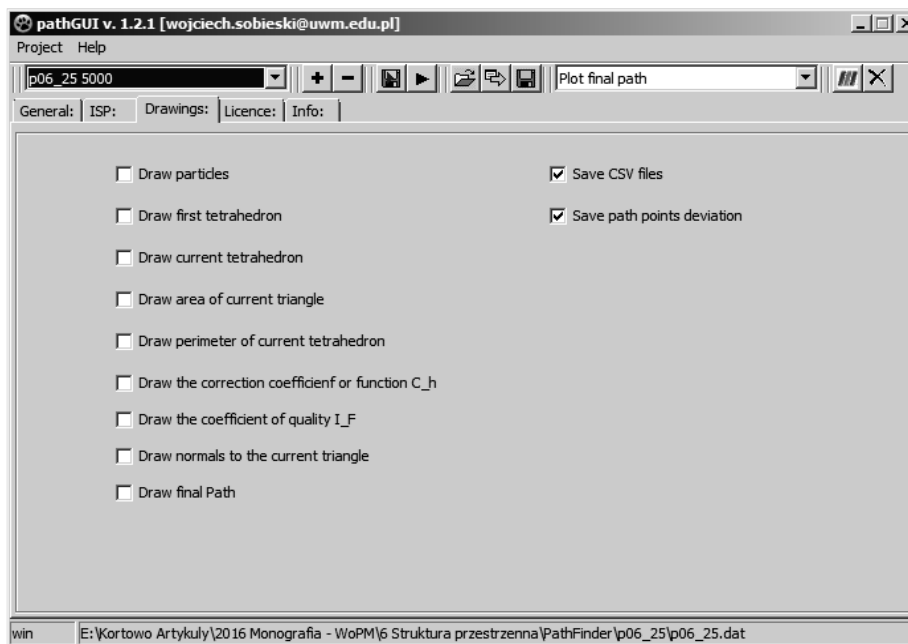 pathGUI v. 1.2.1 [wojciech.sobieski@uwm.edu.pl]
Project Help
p06_25 5000 Plot final path
General: ISP: Drawings: Licence: Info:
Draw particles Save CSV files
Draw first tetrahedron Save path points deviation
Draw current tetrahedron
Draw area of current triangle
Draw perimeter of current tetrahedron
Draw the correction coefficienf or function C_h
Draw the coefficient of quality I_F
Draw normals to the current triangle
Draw final Path
win E:\Kortowo Artykuly\2016 Monografia - WoPM\6 Struktura przestrzenna\PathFinder\p06_25\p06_25.dat